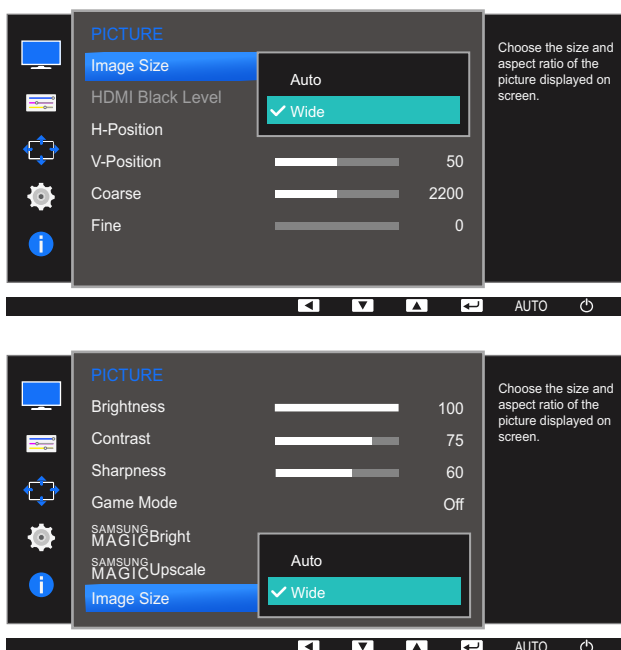 PICTURE
Image Size
Auto
HDMI Black Level
Wide
H-Position
V-Position 50
Coarse 2200
Fine 0
Choose the size and
aspect ratio of the
picture displayed on
screen.
AUTO
PICTURE
Brightness 100
Contrast 75
Sharpness 60
Game Mode Off
SAMSUNG
MAGICBright
SAMSUNG
MAGICUpscale
Auto
Image Size
Wide
Choose the size and
aspect ratio of the
picture displayed on
screen.
AUTO